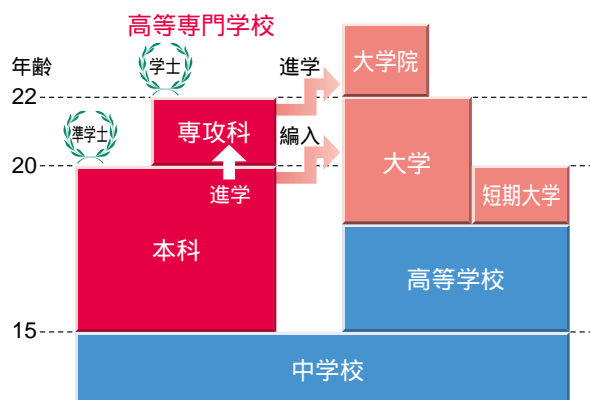 高等専門学校
年齢
学士
進学
大学院
22
準学士
専攻科
編入
大学
20
進学
短期大学
本科
高等学校
15
中学校